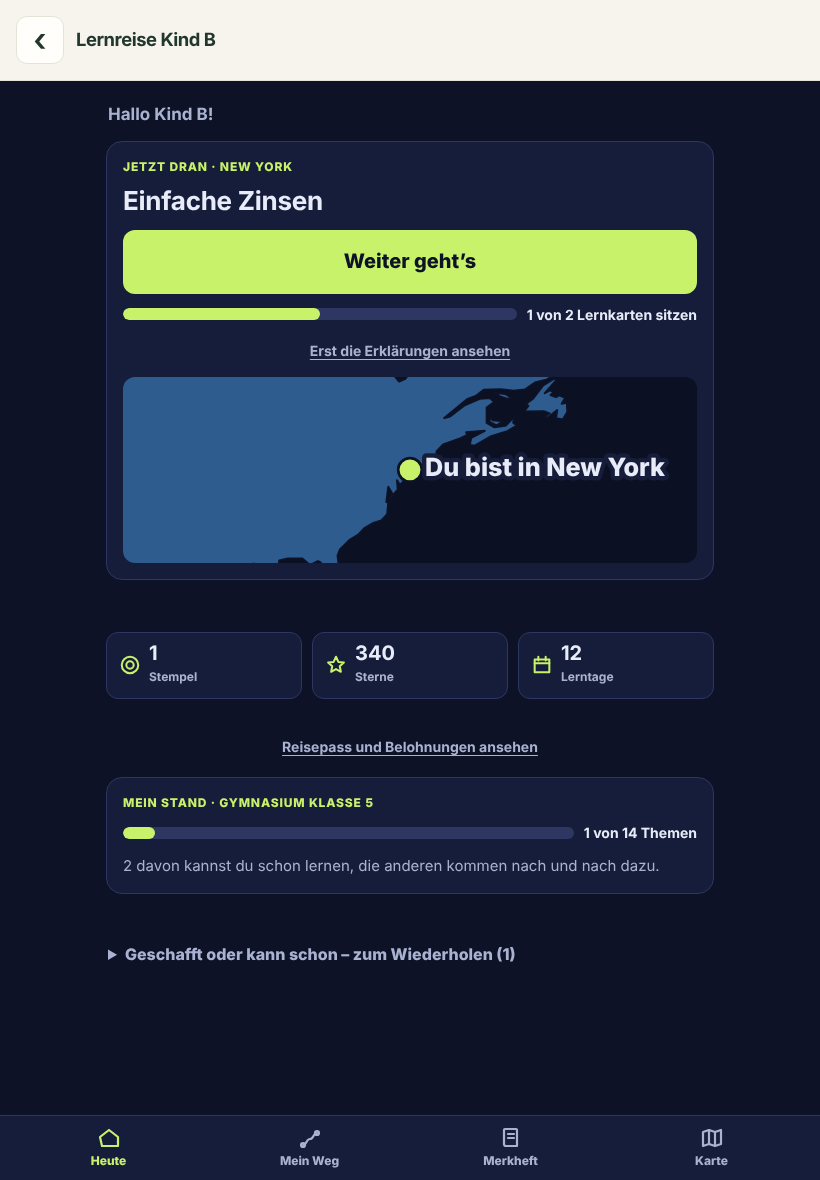 Lernreise Kind B
Hallo Kind B!
JETZT DRAN · NEW YORK
Einfache Zinsen
Weiter geht’s
1 von 2 Lernkarten sitzen
Erst die Erklärungen ansehen
Du bist in New York
1
Stempel
340
Sterne
12
Lerntage
Reisepass und Belohnungen ansehen
MEIN STAND · GYMNASIUM KLASSE 5
1 von 14 Themen
2 davon kannst du schon lernen, die anderen kommen nach und nach dazu.
Geschafft oder kann schon – zum Wiederholen (1)
Heute
Mein Weg
Merkheft
Karte